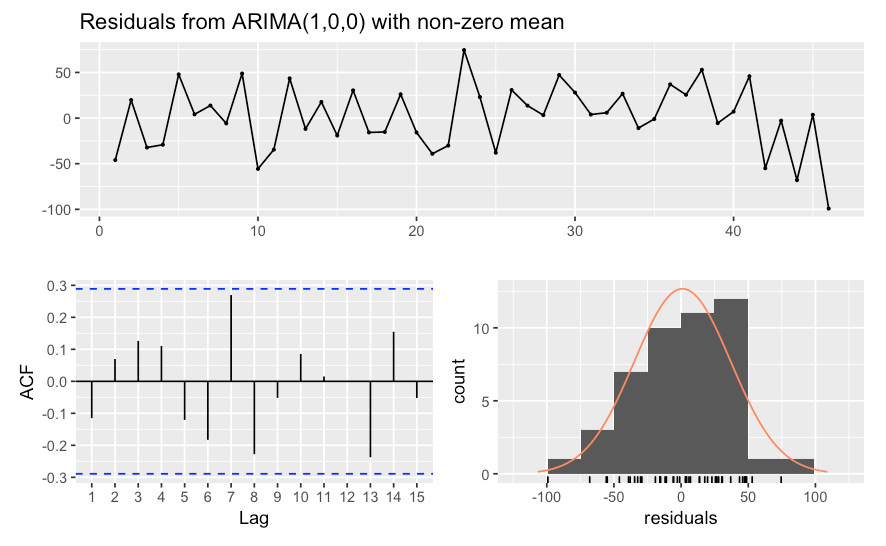 Residuals from ARIMA(1,0,0) with non-zero mean
50
0
-50
-100
0 10 20 30 40
0.3
0.2
0.1
0.0
-0.1
-0.2
-0.3
ACF
1 2 3 4 5 6 7 8 9 10 11 12 13 14 15
Lag
10
5
0
count
-100 -50 0 50 100
residuals